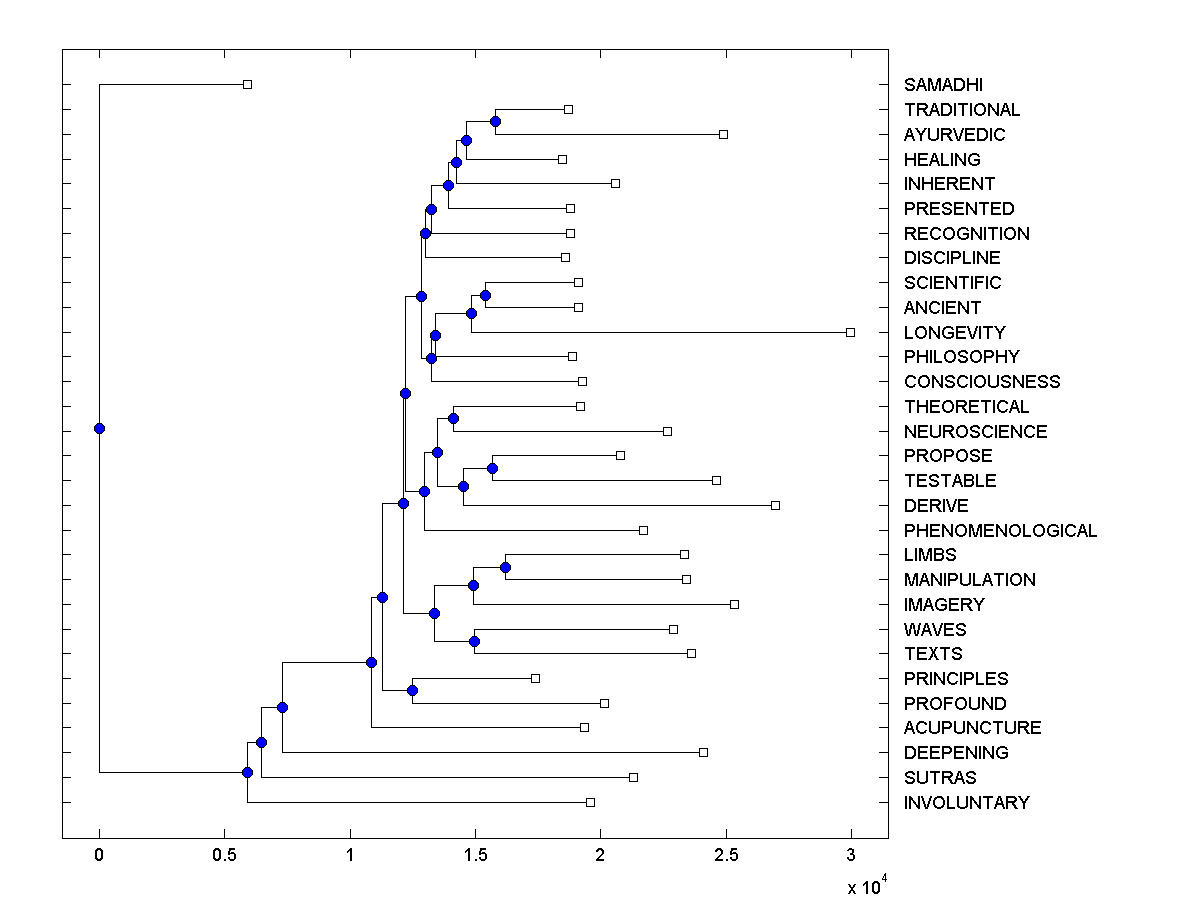 SAMADHI
TRADITIONAL
AYURVEDIC
HEALING
INHERENT
PRESENTED
RECOGNITION
DISCIPLINE
SCIENTIFIC
ANCIENT
LONGEVITY
PHILOSOPHY
CONSCIOUSNESS
THEORETICAL
NEUROSCIENCE
PROPOSE
TESTABLE
DERIVE
PHENOMENOLOGICAL
LIMBS
MANIPULATION
IMAGERY
WAVES
TEXTS
PRINCIPLES
PROFOUND
ACUPUNCTURE
DEEPENING
SUTRAS
INVOLUNTARY
0 0.5 1 1.5 2 2.5 3
x 10^4